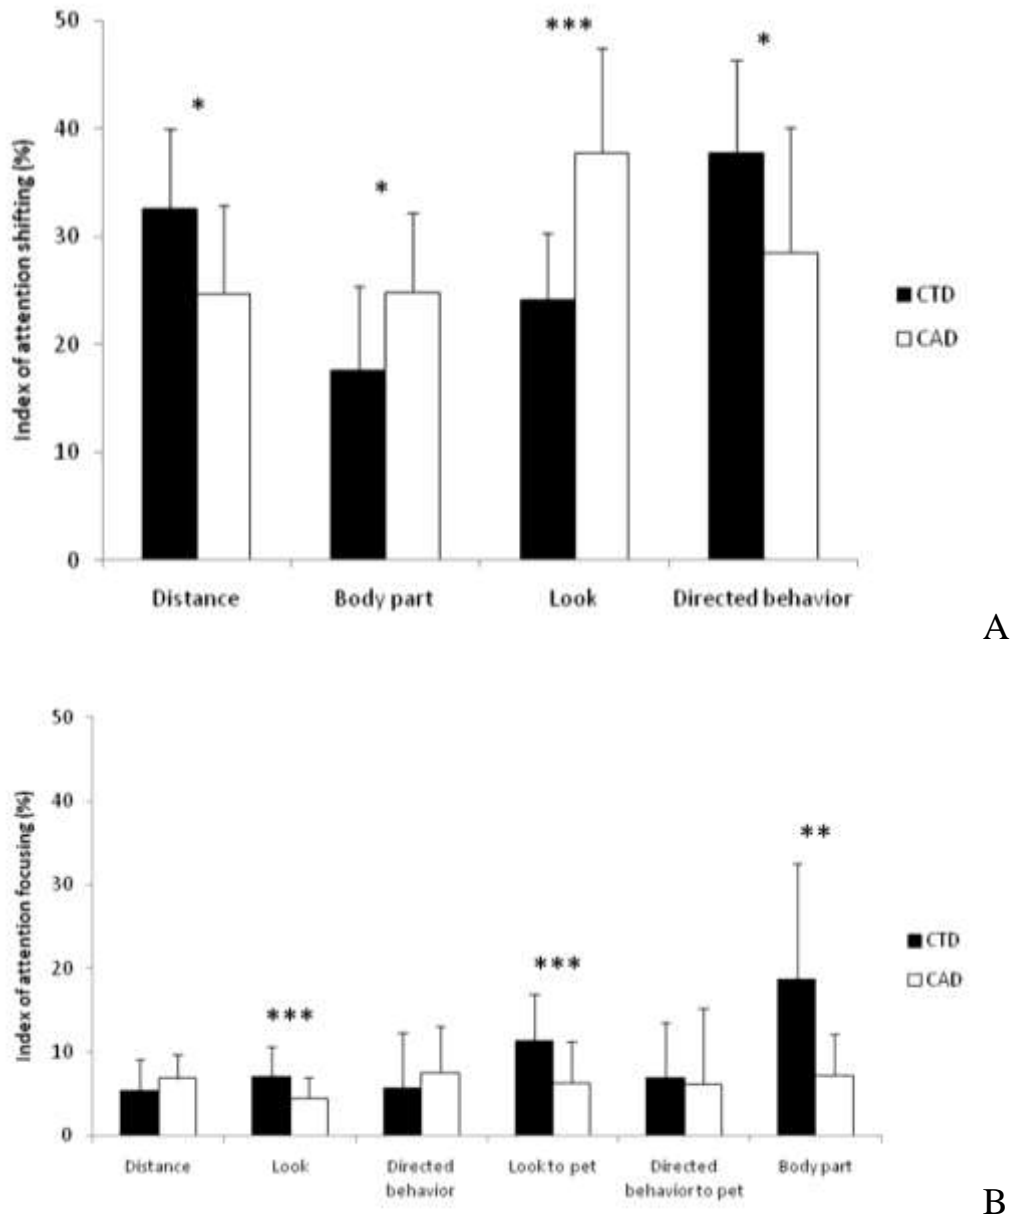 50
***
*
*
40
*
Index of attention shifting (%)
30
CTD
20
CAD
10
0
Distance
Body part
Look
Directed behavior
A
50
40
**
Index of attention focusing (%)
30
CTD
20
***
CAD
***
10
0
Distance
Look
Directed
behavior
Look to pet
Directed
behavior to pet
Body part
B